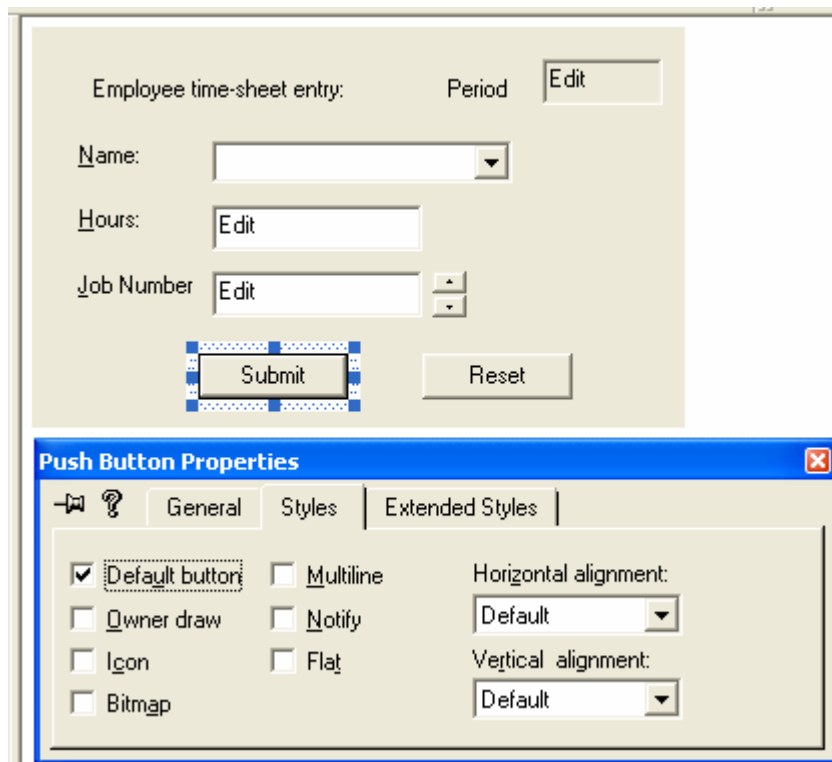 Employee time-sheet entry: Period Edit
Name:
Hours: Edit
Job Number Edit
Submit Reset
Push Button Properties
General Styles Extended Styles
Default button Multiline Horizontal alignment:
Owner draw Notify Default
Icon Flat Vertical alignment:
Bitmap Default